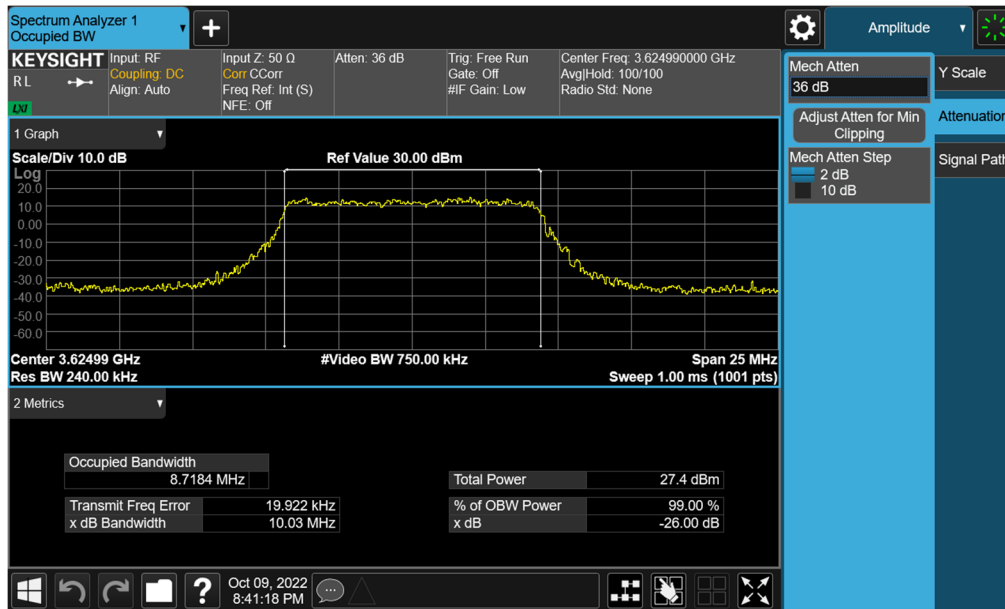 Spectrum Analyzer 1
Occupied BW
+
Amplitude
KEYSIGHT
R L
LXI
Input: RF
Coupling: DC
Align: Auto
Input Z: 50 Ω
Corr CCorr
Freq Ref: Int (S)
NFE: Off
Atten: 36 dB
Trig: Free Run
Gate: Off
#IF Gain: Low
Center Freq: 3.624990000 GHz
Avg|Hold: 100/100
Radio Std: None
Mech Atten
36 dB
Adjust Atten for Min
Clipping
Mech Atten Step
2 dB
10 dB
Y Scale
Attenuation
Signal Path
1 Graph
Scale/Div 10.0 dB
Ref Value 30.00 dBm
Log
20.0
10.0
0.00
-10.0
-20.0
-30.0
-40.0
-50.0
-60.0
Center 3.62499 GHz
#Video BW 750.00 kHz
Span 25 MHz
Res BW 240.00 kHz
Sweep 1.00 ms (1001 pts)
2 Metrics
Occupied Bandwidth
8.7184 MHz
Total Power 27.4 dBm
Transmit Freq Error 19.922 kHz
% of OBW Power 99.00 %
x dB Bandwidth 10.03 MHz
x dB -26.00 dB
?
Oct 09, 2022
8:41:18 PM